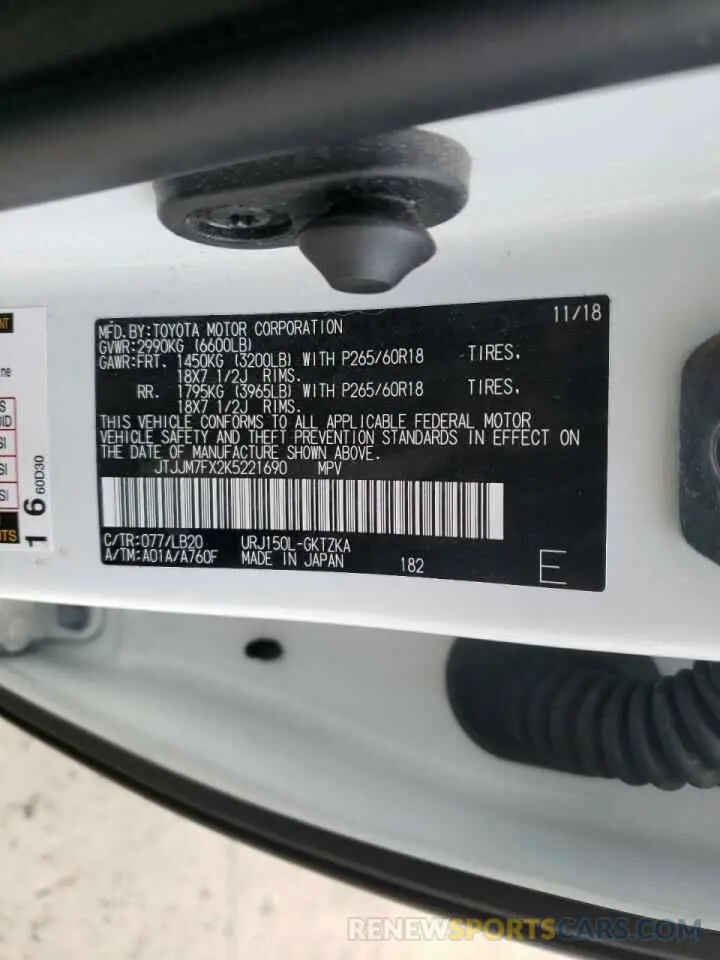 MFD.BY:TOYOTA MOTOR CORPORATION 11/18
GVWR:2990KG (6600LB)
GAWR:FRT. 1450KG (3200LB) WITH P265/60R18 TIRES.
18X7 1/2J RIMS.
RR. 1795KG (3965LB) WITH P265/60R18 TIRES.
18X7 1/2J RIMS.
THIS VEHICLE CONFORMS TO ALL APPLICABLE FEDERAL MOTOR
VEHICLE SAFETY AND THEFT PREVENTION STANDARDS IN EFFECT ON
THE DATE OF MANUFACTURE SHOWN ABOVE.
JTJJM7FX2K5221690 MPV
C/TR:077/LB20 URJ150L-GKTZKA
A/TM:A01A/A760F MADE IN JAPAN 182 E
16 60D30
RENEWSPORTSCARS.COM